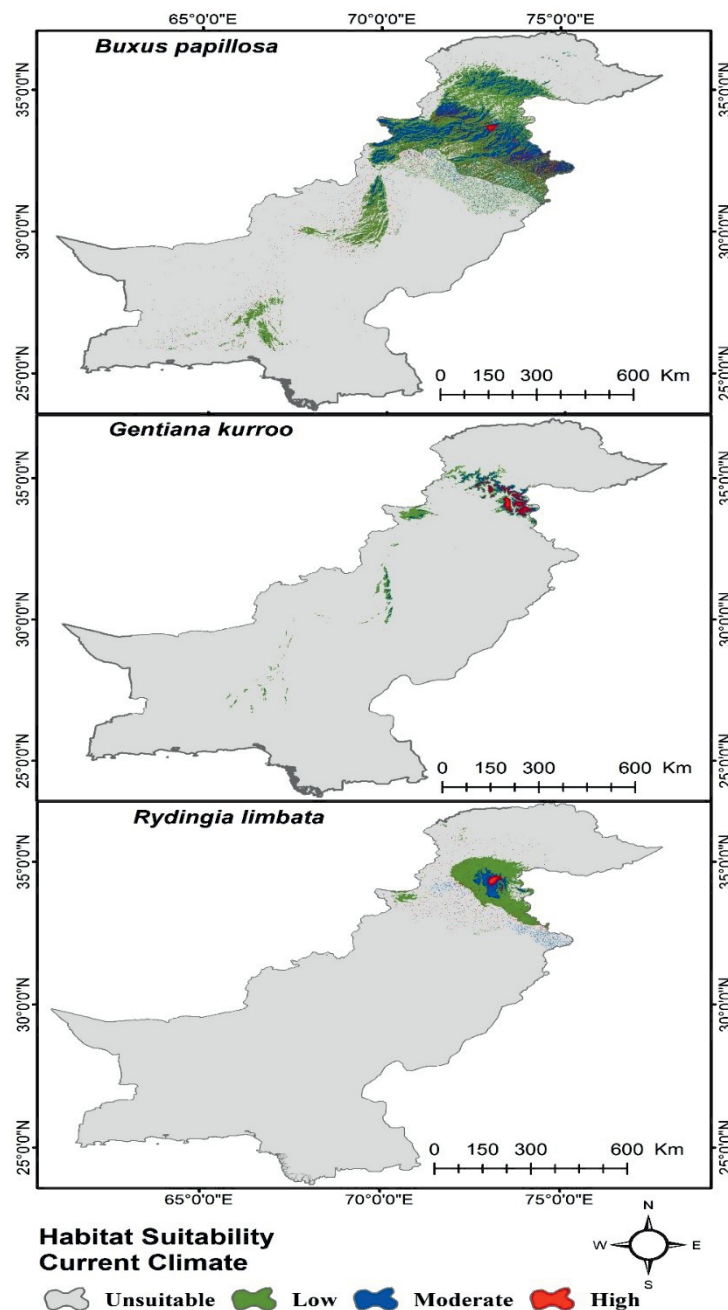 65°0'0"E 70°0'0"E 75°0'0"E
Buxus papillosa
35°0'0"N 35°0'0"N
30°0'0"N 30°0'0"N
25°0'0"N 25°0'0"N
0 150 300 600 Km
Gentiana kurroo
35°0'0"N 35°0'0"N
30°0'0"N 30°0'0"N
25°0'0"N 25°0'0"N
0 150 300 600 Km
Rydingia limbata
35°0'0"N 35°0'0"N
30°0'0"N 30°0'0"N
25°0'0"N 25°0'0"N
0 150 300 600 Km
65°0'0"E 70°0'0"E 75°0'0"E
Habitat Suitability
Current Climate
N
W E
S
Unsuitable Low Moderate High